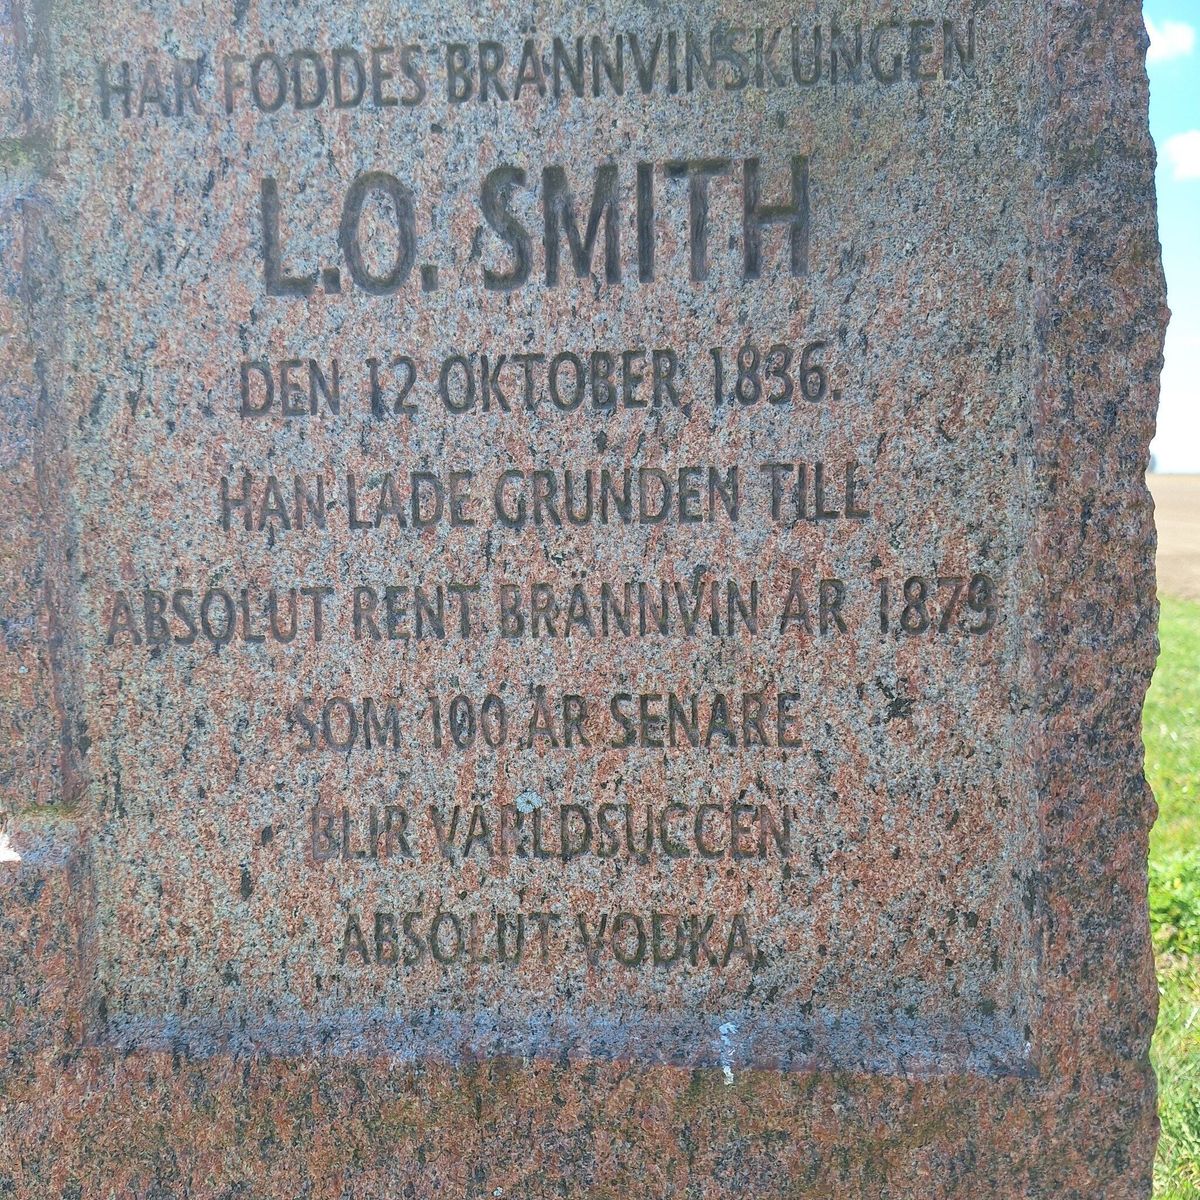 HÄR FÖDDES BRÄNNVINSKUNGEN
L.O. SMITH
DEN 12 OKTOBER 1836.
HAN LADE GRUNDEN TILL
ABSOLUT RENT BRÄNNVIN ÅR 1879
SOM 100 ÅR SENARE
BLIR VÄRLDSUCCÉN
ABSOLUT VODKA.